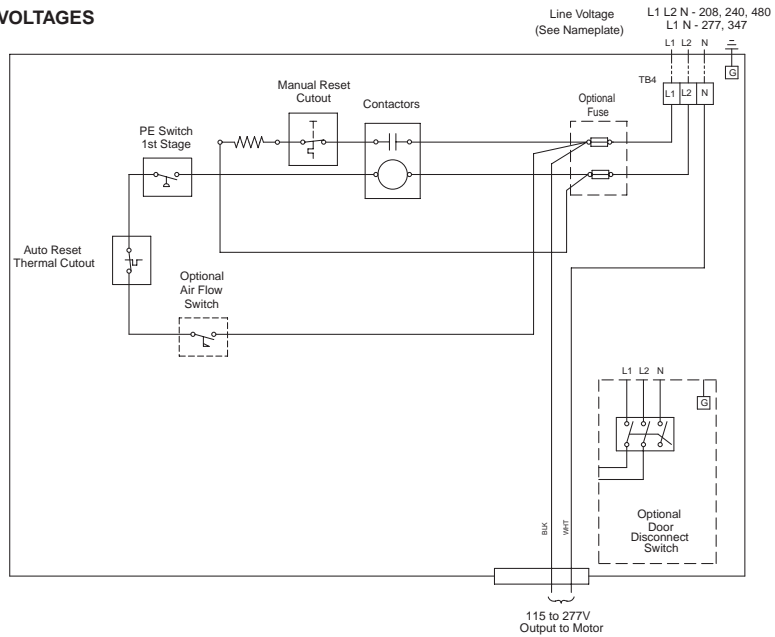 VOLTAGES
Line Voltage
(See Nameplate)
L1 L2 N - 208, 240, 480
L1 N - 277, 347
L1 L2 N
G
TB4
L1 L2 N
Manual Reset
Cutout
Contactors
Optional
Fuse
PE Switch
1st Stage
Auto Reset
Thermal Cutout
Optional
Air Flow
Switch
L1 L2 N
G
Optional
Door
Disconnect
Switch
BLK
WHT
115 to 277V
Output to Motor